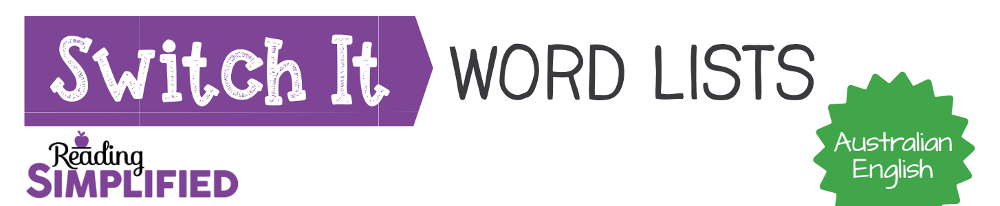 Switch It WORD LISTS
Reading
SIMPLIFIED
Australian
English